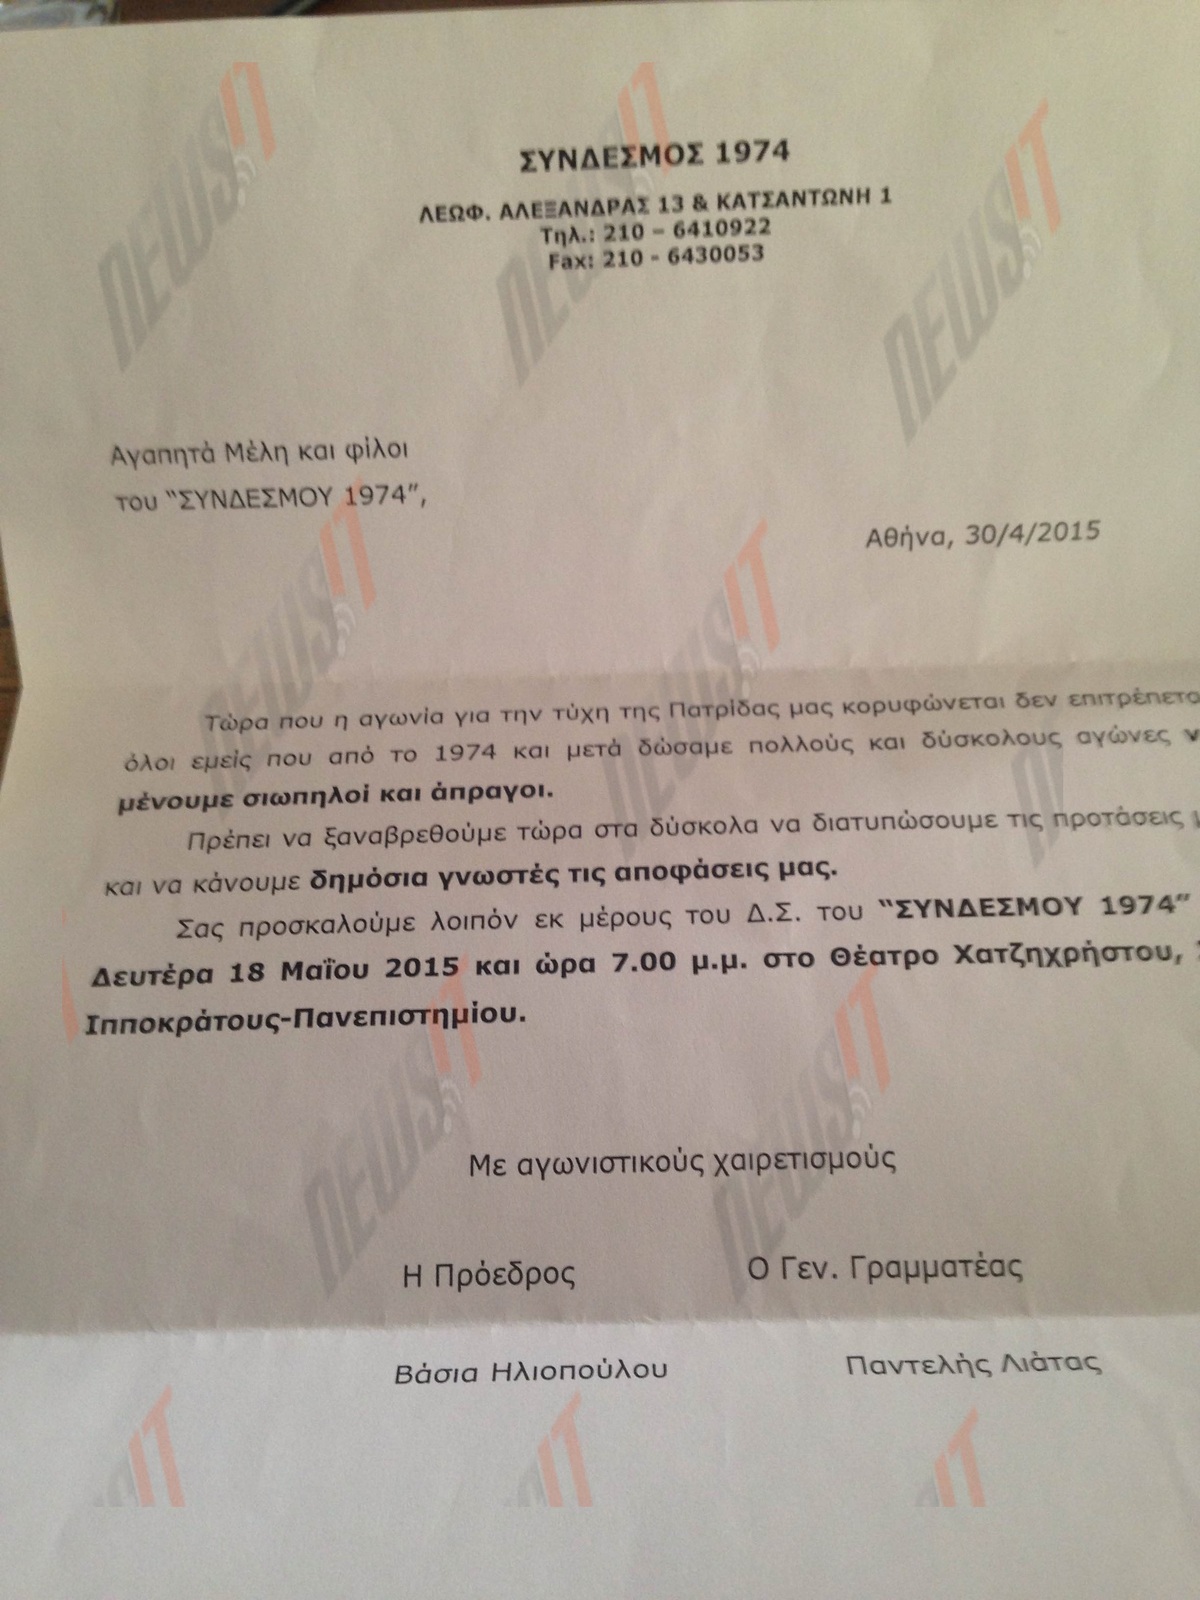 ΣΥΝΔΕΣΜΟΣ 1974
ΛΕΩΦ. ΑΛΕΞΑΝΔΡΑΣ 13 & ΚΑΤΣΑΝΤΩΝΗ 1
Τηλ.: 210 – 6410922
Fax: 210 - 6430053
Αγαπητά Μέλη και φίλοι
του “ΣΥΝΔΕΣΜΟΥ 1974”,
Αθήνα, 30/4/2015
Τώρα που η αγωνία για την τύχη της Πατρίδας μας κορυφώνεται δεν
όλοι εμείς που από το 1974 και μετά δώσαμε πολλούς και δύσκολους αγώνες
μένουμε σιωπηλοί και άπραγοι.
Πρέπει να ξαναβρεθούμε τώρα στα δύσκολα να διατυπώσουμε τις προτάσεις
και να κάνουμε δημόσια γνωστές τις αποφάσεις μας.
Σας προσκαλούμε λοιπόν εκ μέρους του Δ.Σ. του “ΣΥΝΔΕΣΜΟΥ 1974”
Δευτέρα 18 Μαΐου 2015 και ώρα 7.00 μ.μ. στο Θέατρο Χατζηχρήστου,
Ιπποκράτους-Πανεπιστημίου.
Με αγωνιστικούς χαιρετισμούς
Η Πρόεδρος Ο Γεν. Γραμματέας
Βάσια Ηλιοπούλου Παντελής Λιάτας
NEWSIT